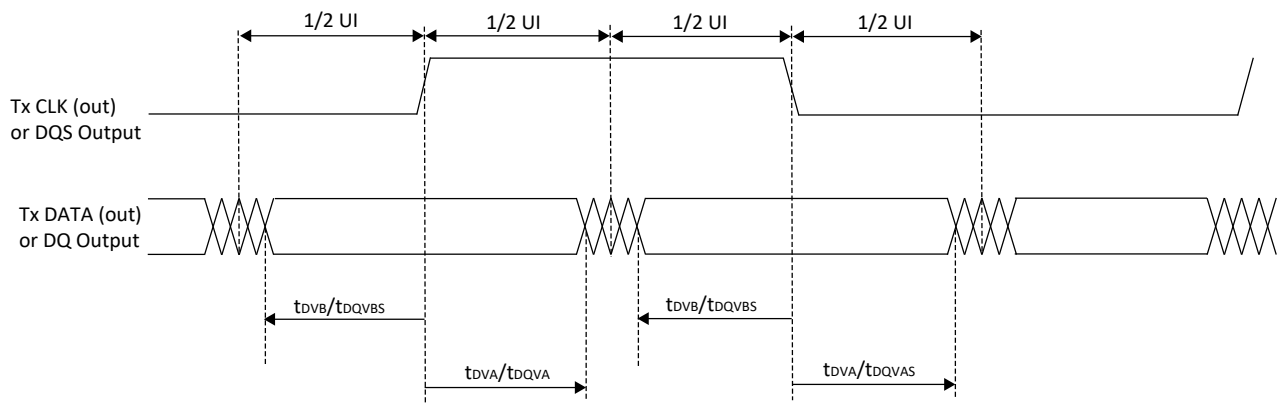 1/2 UI
1/2 UI
1/2 UI
1/2 UI
Tx CLK (out)
or DQS Output
Tx DATA (out)
or DQ Output
tDVB/tDQVBS
tDVB/tDQVBS
tDVA/tDQVA
tDVA/tDQVAS